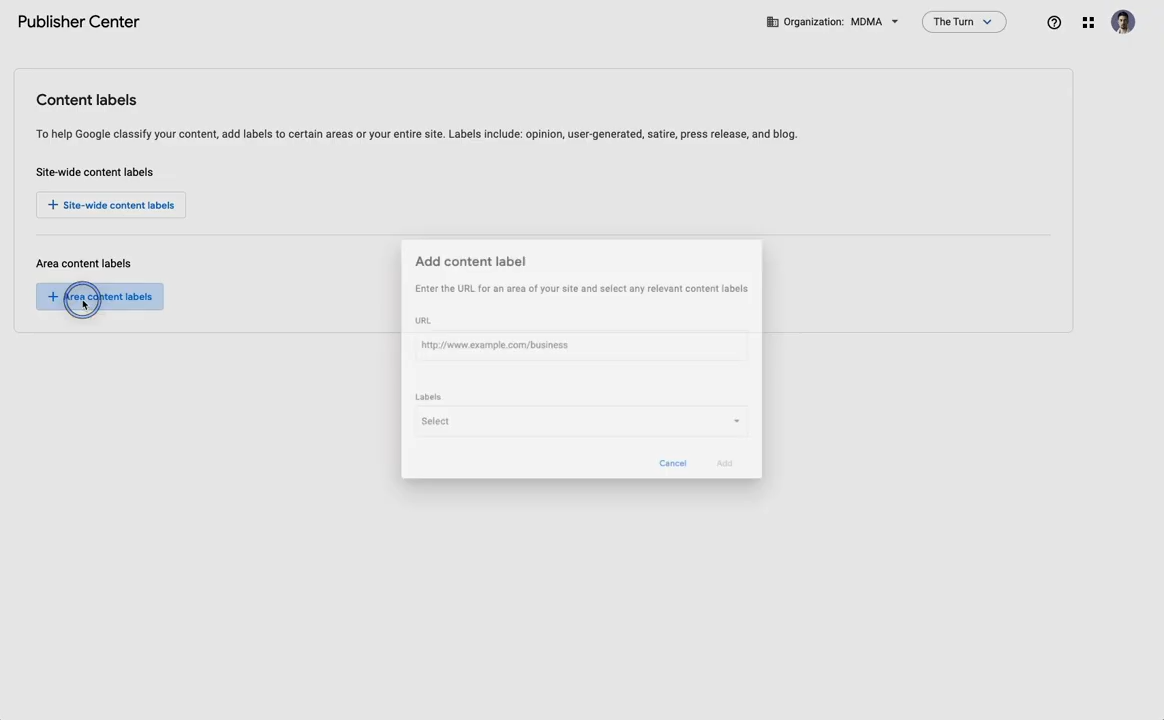 Publisher Center
Organization: MDMA
The Turn
Content labels
To help Google classify your content, add labels to certain areas or your entire site. Labels include: opinion, user-generated, satire, press release, and blog.
Site-wide content labels
+ Site-wide content labels
Area content labels
+ Area content labels
Add content label
Enter the URL for an area of your site and select any relevant content labels
URL
http://www.example.com/business
Labels
Select
Cancel
Add